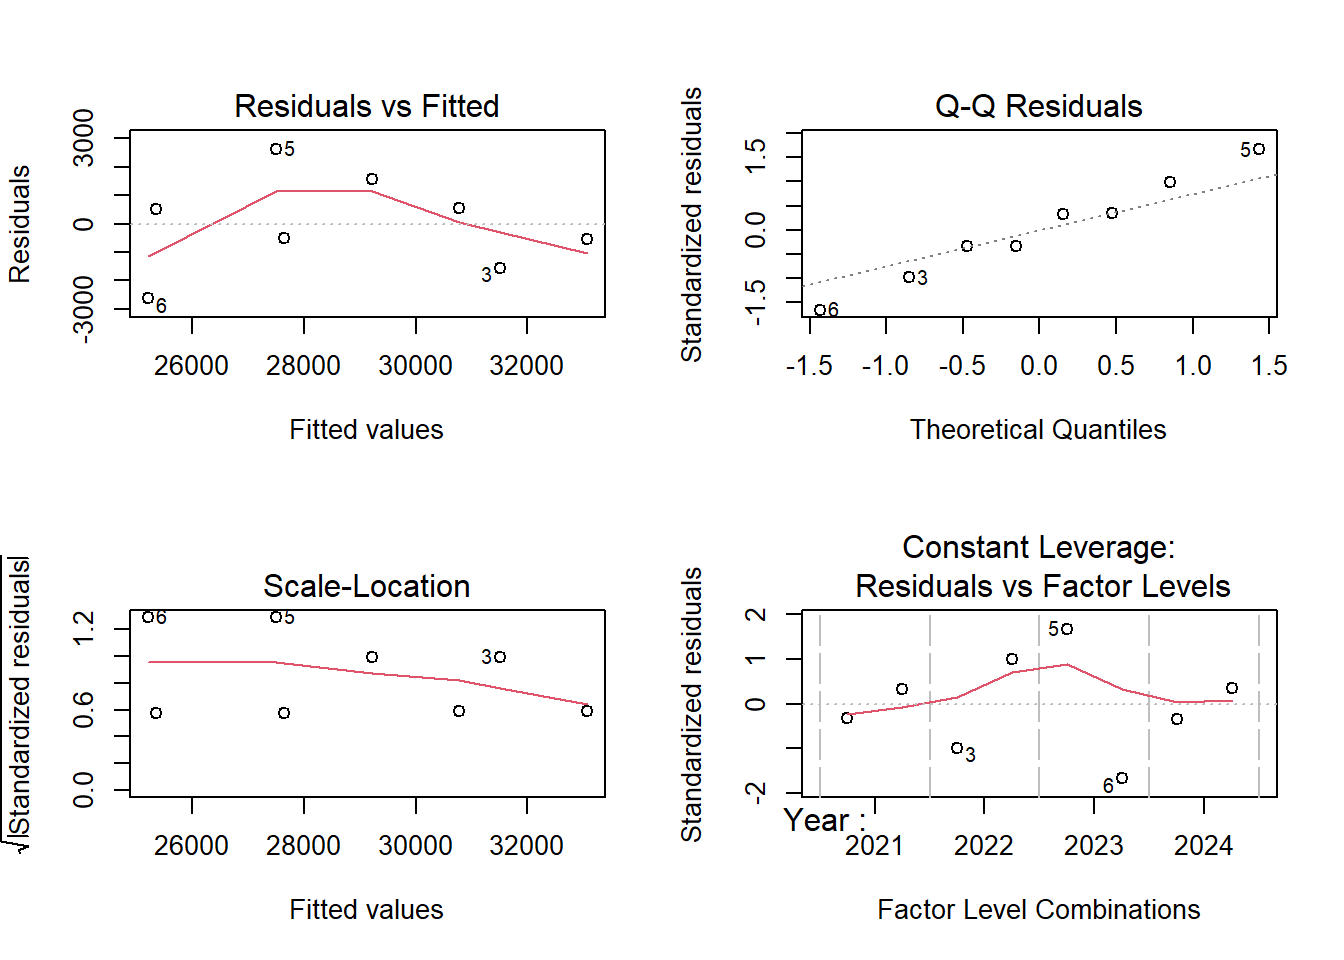 Residuals vs Fitted
Residuals
3000
0
-3000
5
3
6
26000 28000 30000 32000
Fitted values
Q-Q Residuals
Standardized residuals
1.5
0.0
-1.5
5
3
6
-1.5 -1.0 -0.5 0.0 0.5 1.0 1.5
Theoretical Quantiles
Scale-Location
√|Standardized residuals|
1.2
0.6
0.0
6
5
3
26000 28000 30000 32000
Fitted values
Constant Leverage:
Residuals vs Factor Levels
Standardized residuals
2
1
0
-2
5
3
6
Year :
2021 2022 2023 2024
Factor Level Combinations